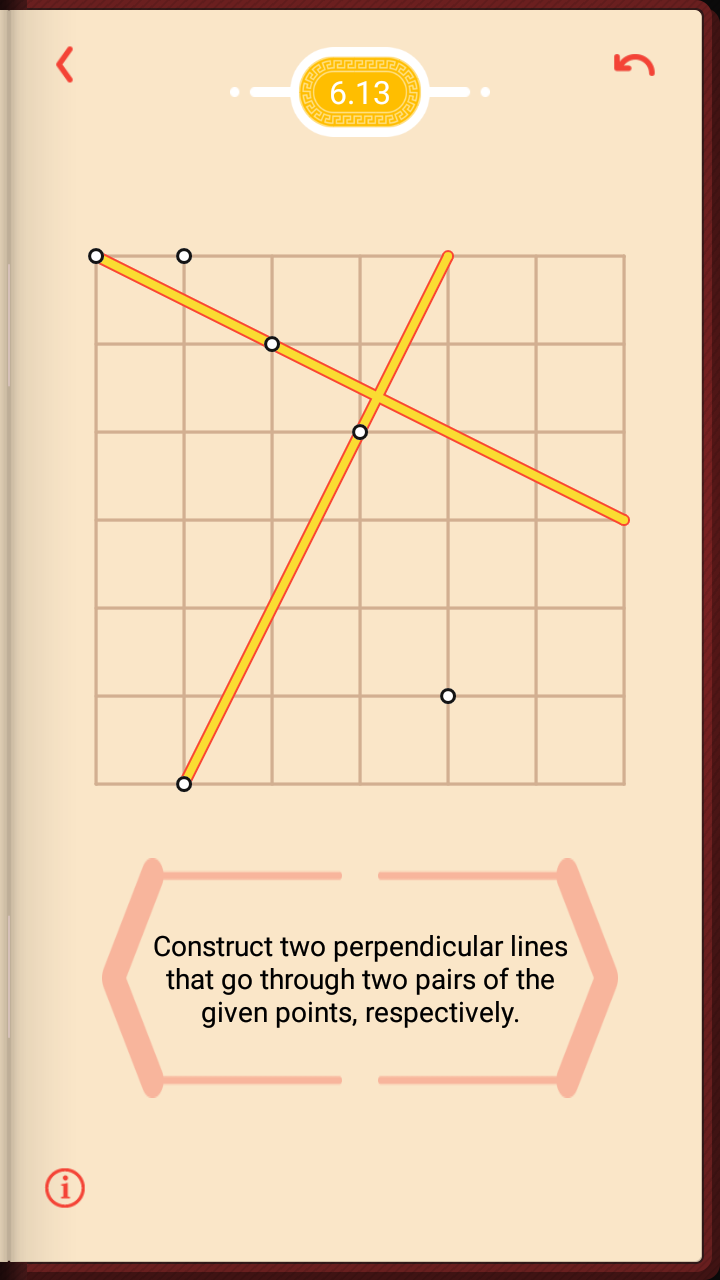 6.13
Construct two perpendicular lines
that go through two pairs of the
given points, respectively.
i